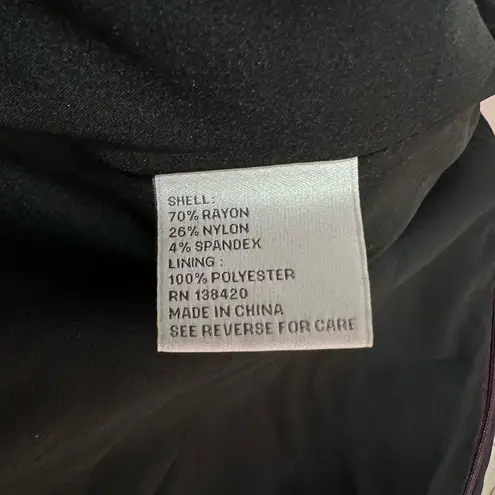 SHELL:
70% RAYON
26% NYLON
4% SPANDEX
LINING :
100% POLYESTER
RN 138420
MADE IN CHINA
SEE REVERSE FOR CARE